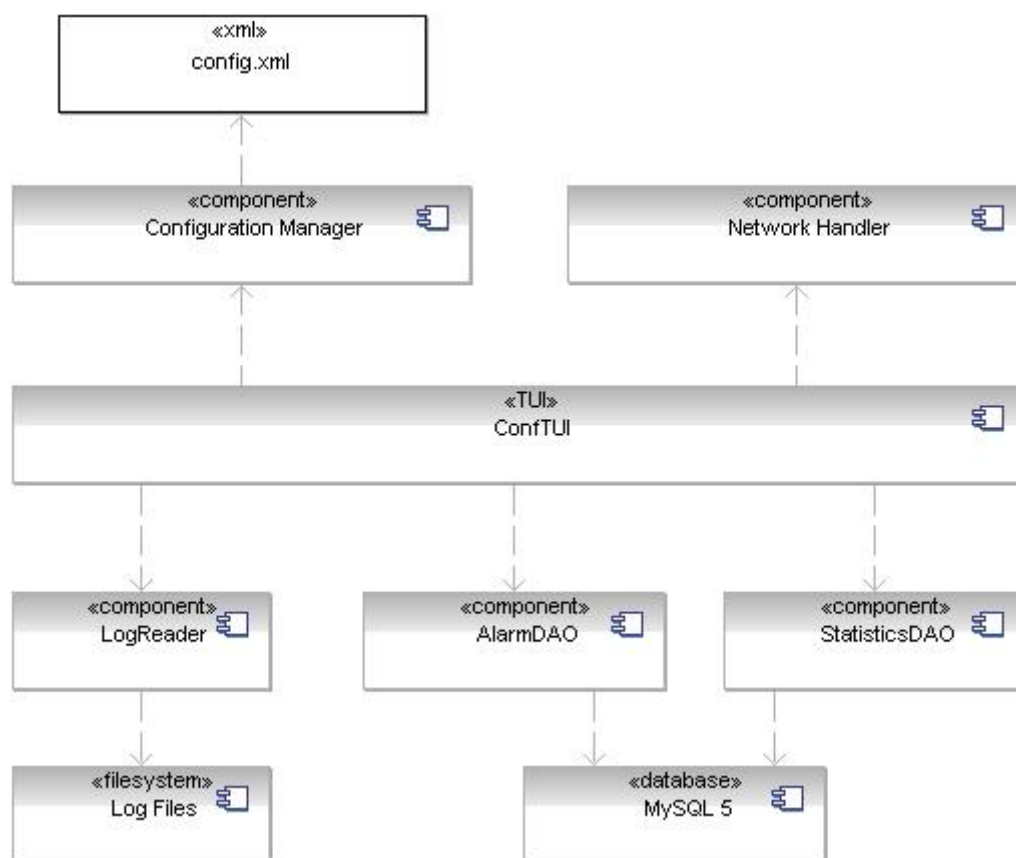 «xml»
config.xml
«component»
Configuration Manager
«component»
Network Handler
«TUI»
ConfTUI
«component»
LogReader
«component»
AlarmDAO
«component»
StatisticsDAO
«filesystem»
Log Files
«database»
MySQL 5